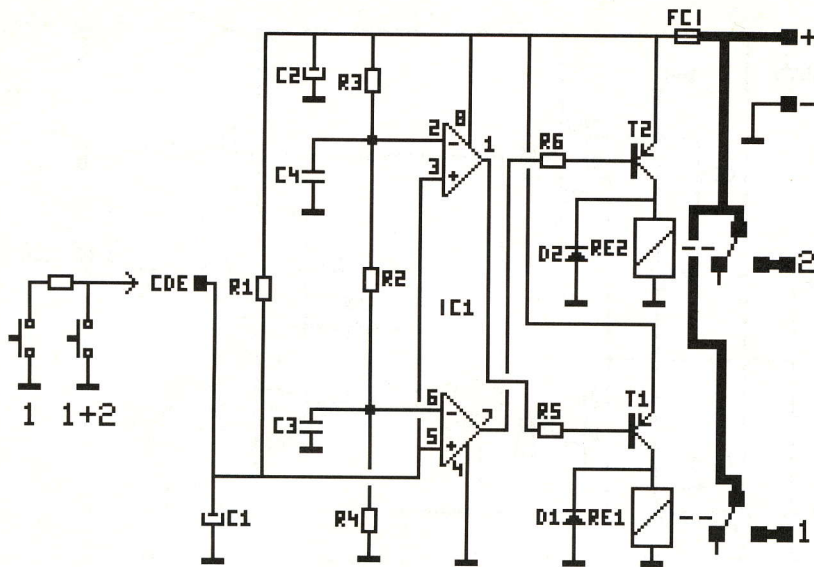 FC1
+
C2
R3
8
T2
-
2
-
1
R6
3
+
C4
D2
RE2
2
CDE
R1
R2
IC1
T1
6
-
7
R5
C3
5
+
4
1
1+2
C1
R4
D1
RE1
1